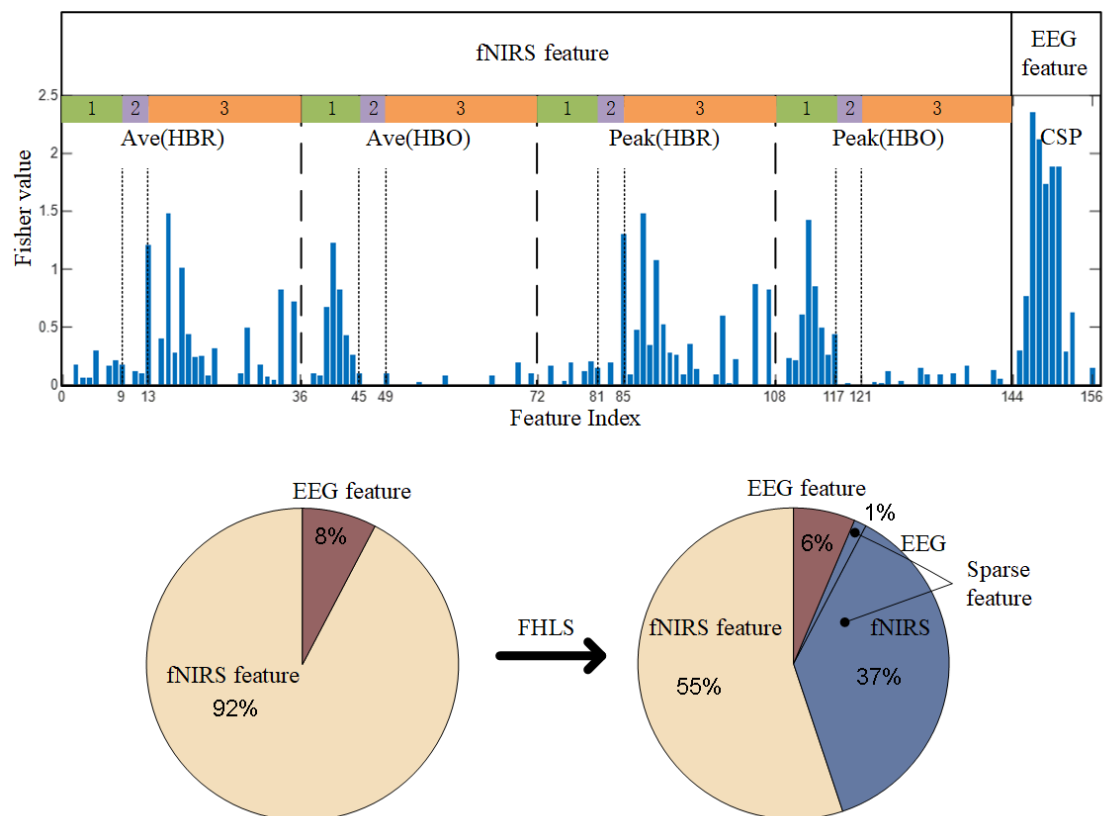 fNIRS feature
EEG
feature
2.5
1 2 3 1 2 3 1 2 3 1 2 3
Ave(HBR) Ave(HBO) Peak(HBR) Peak(HBO) CSP
2
1.5
1
0.5
0
Fisher value
0 9 13 36 45 49 72 81 85 108 117 121 144 156
Feature Index
EEG feature
8%
fNIRS feature
92%
FHLS
EEG feature
1%
6%
EEG
Sparse
feature
fNIRS feature
fNIRS
55%
37%